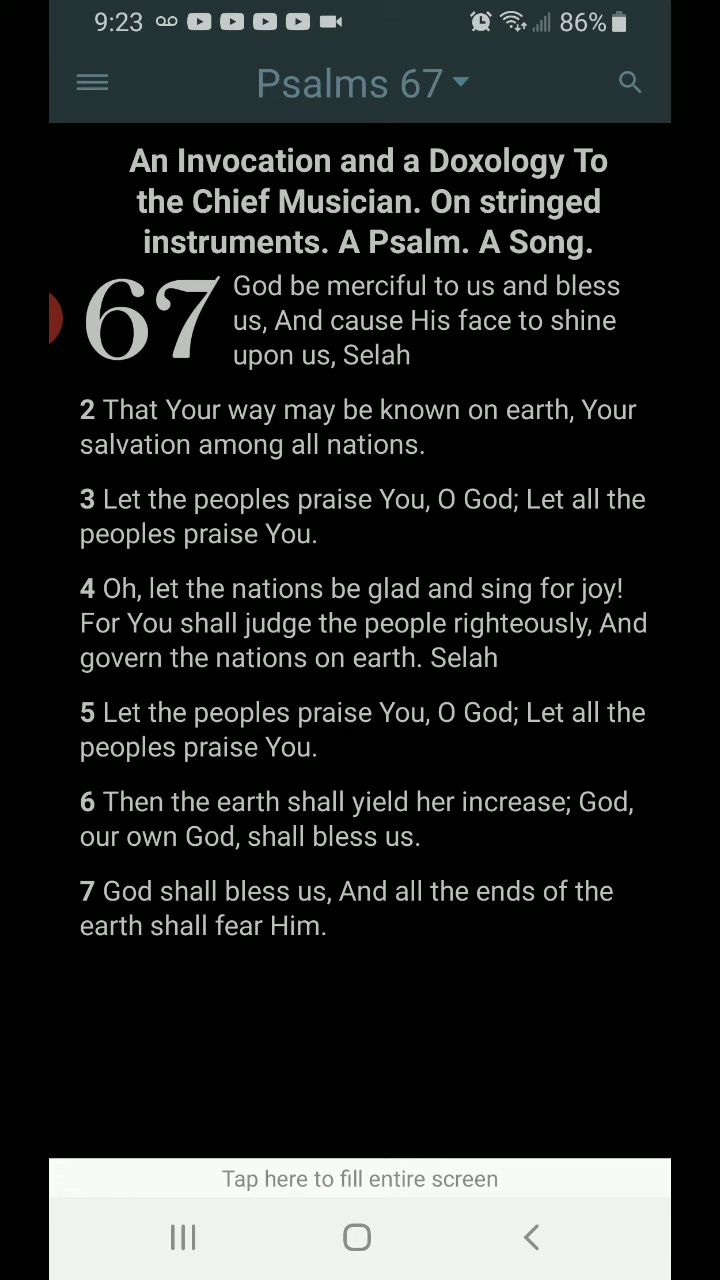 9:23 86%
Psalms 67
An Invocation and a Doxology To
the Chief Musician. On stringed
instruments. A Psalm. A Song.
67 God be merciful to us and bless
us, And cause His face to shine
upon us, Selah
2 That Your way may be known on earth, Your
salvation among all nations.
3 Let the peoples praise You, O God; Let all the
peoples praise You.
4 Oh, let the nations be glad and sing for joy!
For You shall judge the people righteously, And
govern the nations on earth. Selah
5 Let the peoples praise You, O God; Let all the
peoples praise You.
6 Then the earth shall yield her increase; God,
our own God, shall bless us.
7 God shall bless us, And all the ends of the
earth shall fear Him.
Tap here to fill entire screen